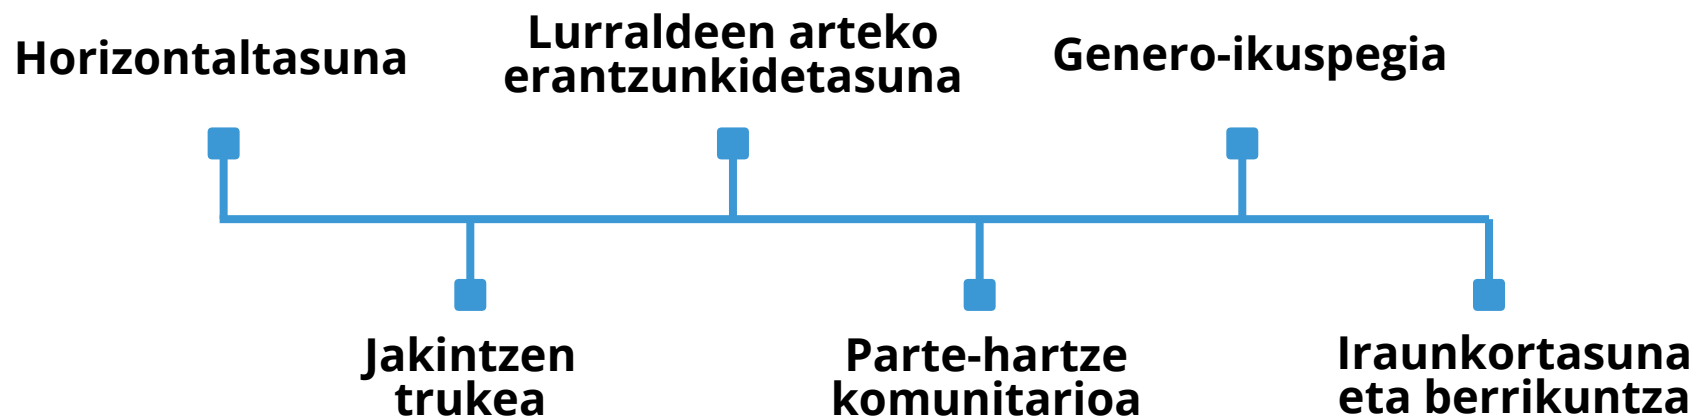 Horizontaltasuna
Lurraldeen arteko
erantzunkidetasuna
Genero-ikuspegia
Jakintzen
trukea
Parte-hartze
komunitarioa
Iraunkortasuna
eta berrikuntza